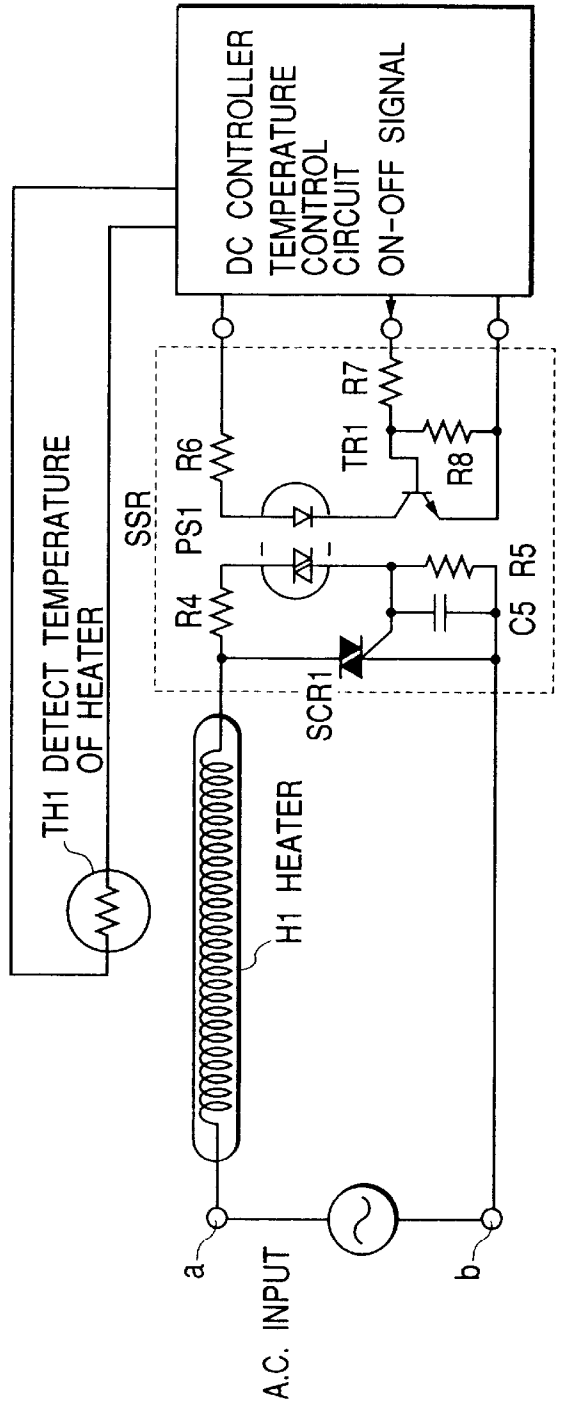 TH1 DETECT TEMPERATURE
OF HEATER
SSR
R4
PS1
R6
DC CONTROLLER
TEMPERATURE
CONTROL
CIRCUIT
ON-OFF SIGNAL
TR1
R7
R8
SCR1
C5
R5
H1 HEATER
a
A.C. INPUT
b